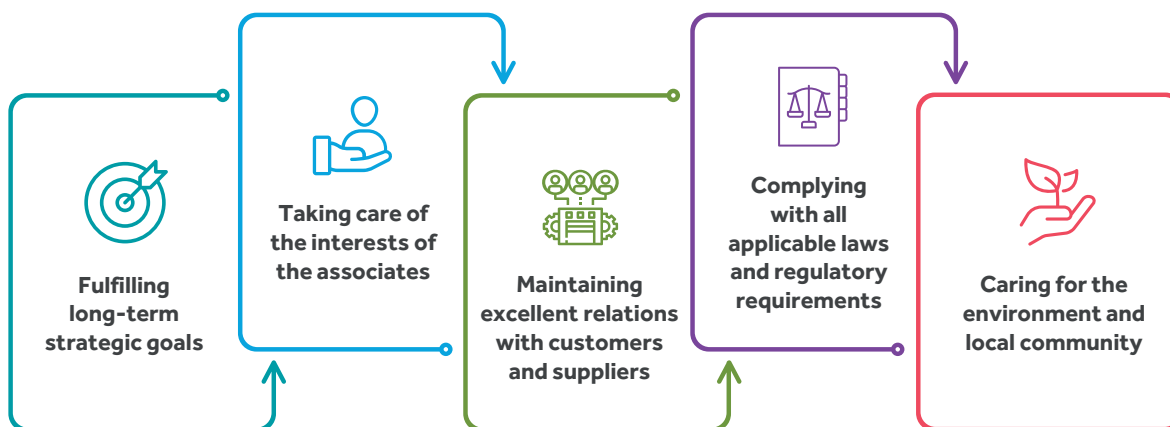 Fulfilling
long-term
strategic goals
Taking care of
the interests of
the associates
Maintaining
excellent relations
with customers
and suppliers
Complying
with all
applicable laws
and regulatory
requirements
Caring for the
environment and
local community